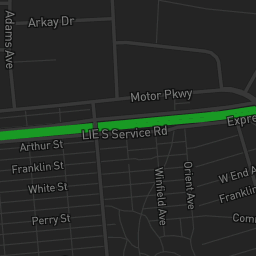 Adams Ave
Arkay Dr
Motor Pkwy
LIE S Service Rd
Expre
Arthur St
Franklin St
White St
Perry St
Winfield Ave
Orient Ave
W End A
Franklin
Com